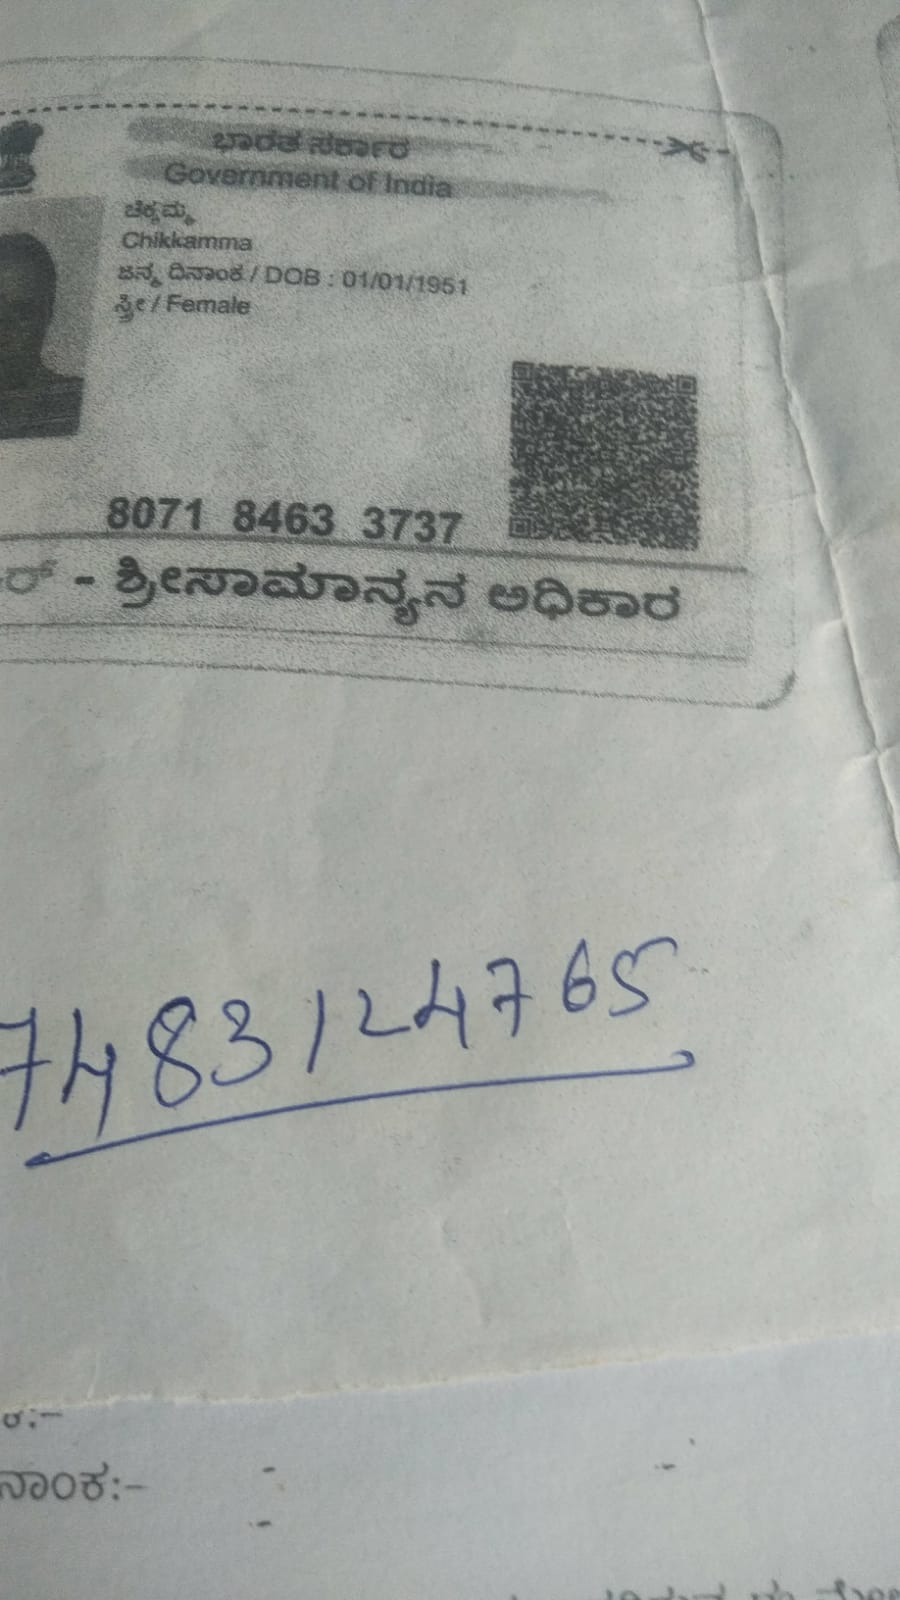 ಭಾರತ ಸರ್ಕಾರ
Government of India
ಚಿಕ್ಕಮ್ಮ
Chikkamma
ಜನ್ಮ ದಿನಾಂಕ / DOB : 01/01/1951
ಸ್ತ್ರೀ / Female
8071 8463 3737
ರ್ - ಶ್ರೀಸಾಮಾನ್ಯನ ಅಧಿಕಾರ
7483124765
ನಾಂಕ:-